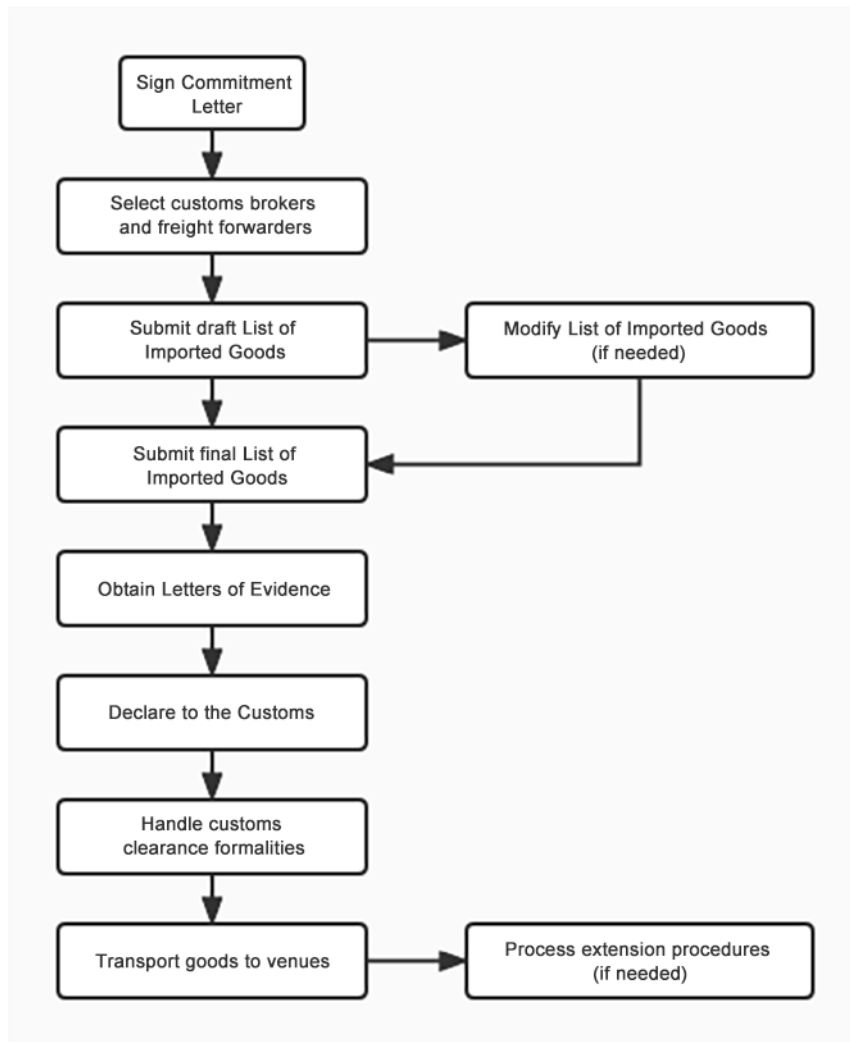 Sign Commitment
Letter
Select customs brokers
and freight forwarders
Submit draft List of
Imported Goods
Modify List of Imported Goods
(if needed)
Submit final List of
Imported Goods
Obtain Letters of Evidence
Declare to the Customs
Handle customs
clearance formalities
Transport goods to venues
Process extension procedures
(if needed)